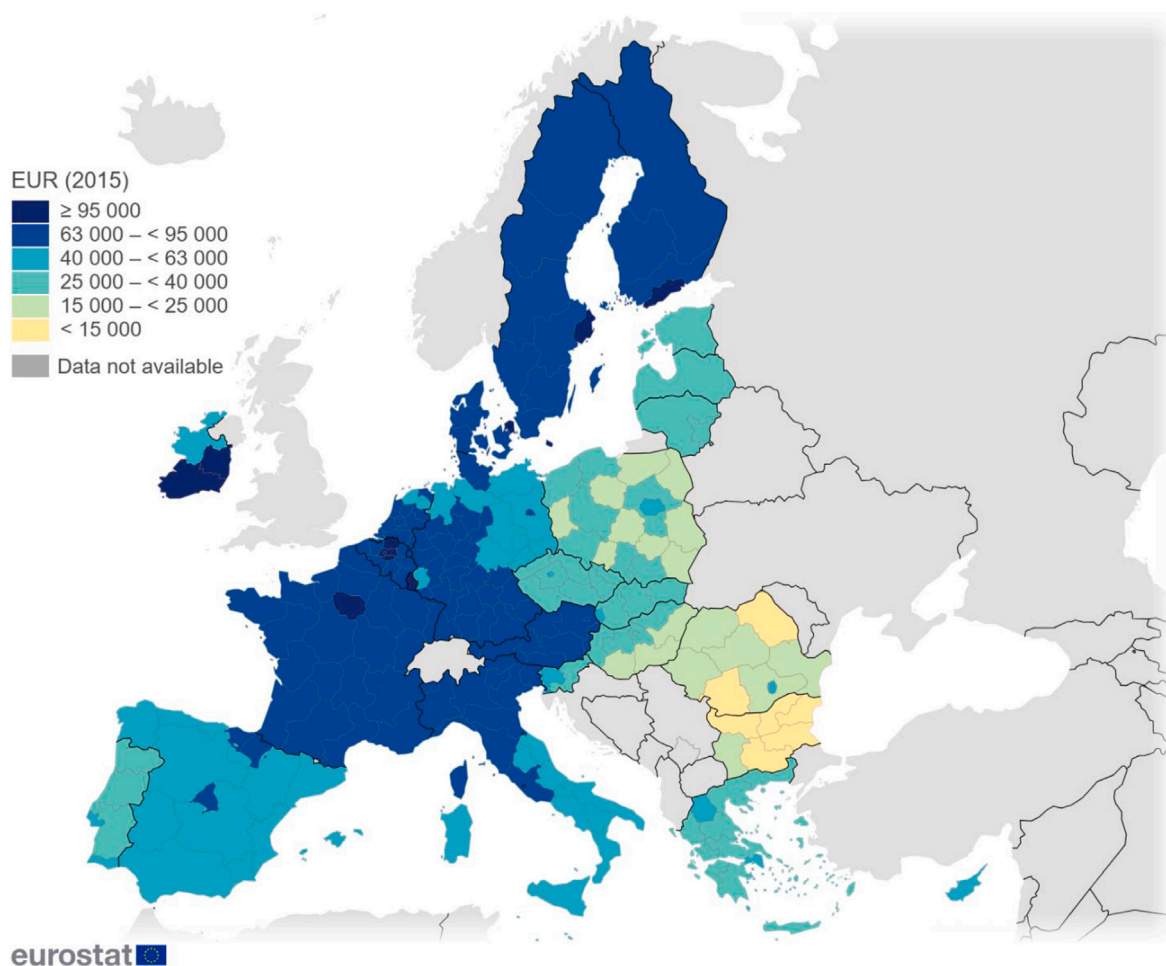 EUR (2015)
≥ 95 000
63 000 – < 95 000
40 000 – < 63 000
25 000 – < 40 000
15 000 – < 25 000
< 15 000
Data not available
eurostat